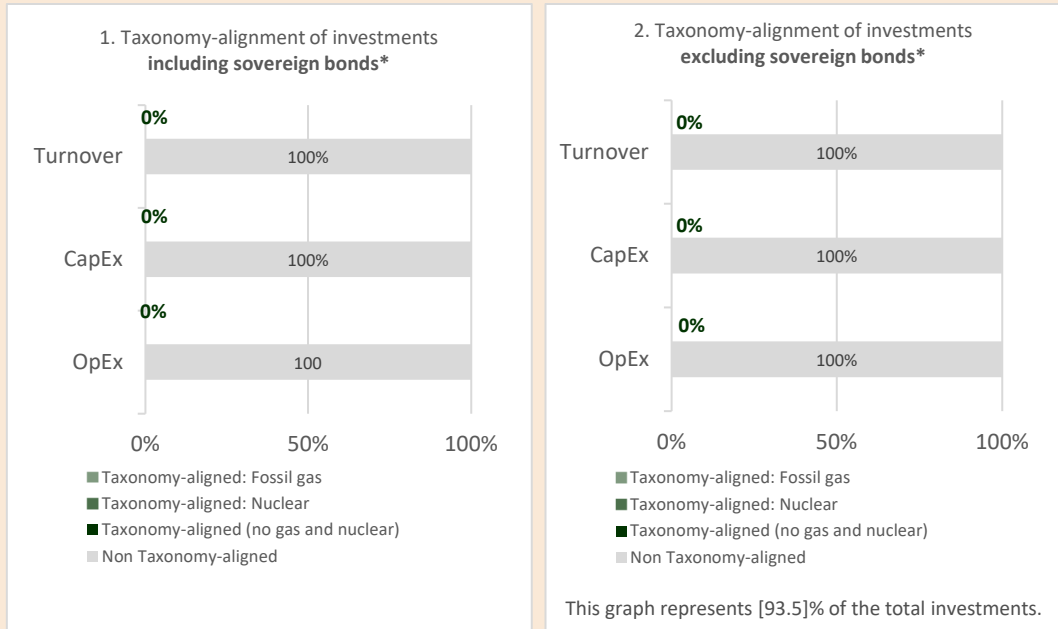 1. Taxonomy-alignment of investments
including sovereign bonds*
0%
Turnover
100%
0%
CapEx
100%
0%
OpEx
100
0%
50%
100%
Taxonomy-aligned: Fossil gas
Taxonomy-aligned: Nuclear
Taxonomy-aligned (no gas and nuclear)
Non Taxonomy-aligned
2. Taxonomy-alignment of investments
excluding sovereign bonds*
0%
Turnover
100%
0%
CapEx
100%
0%
OpEx
100%
0%
50%
100%
Taxonomy-aligned: Fossil gas
Taxonomy-aligned: Nuclear
Taxonomy-aligned (no gas and nuclear)
Non Taxonomy-aligned
This graph represents [93.5]% of the total investments.